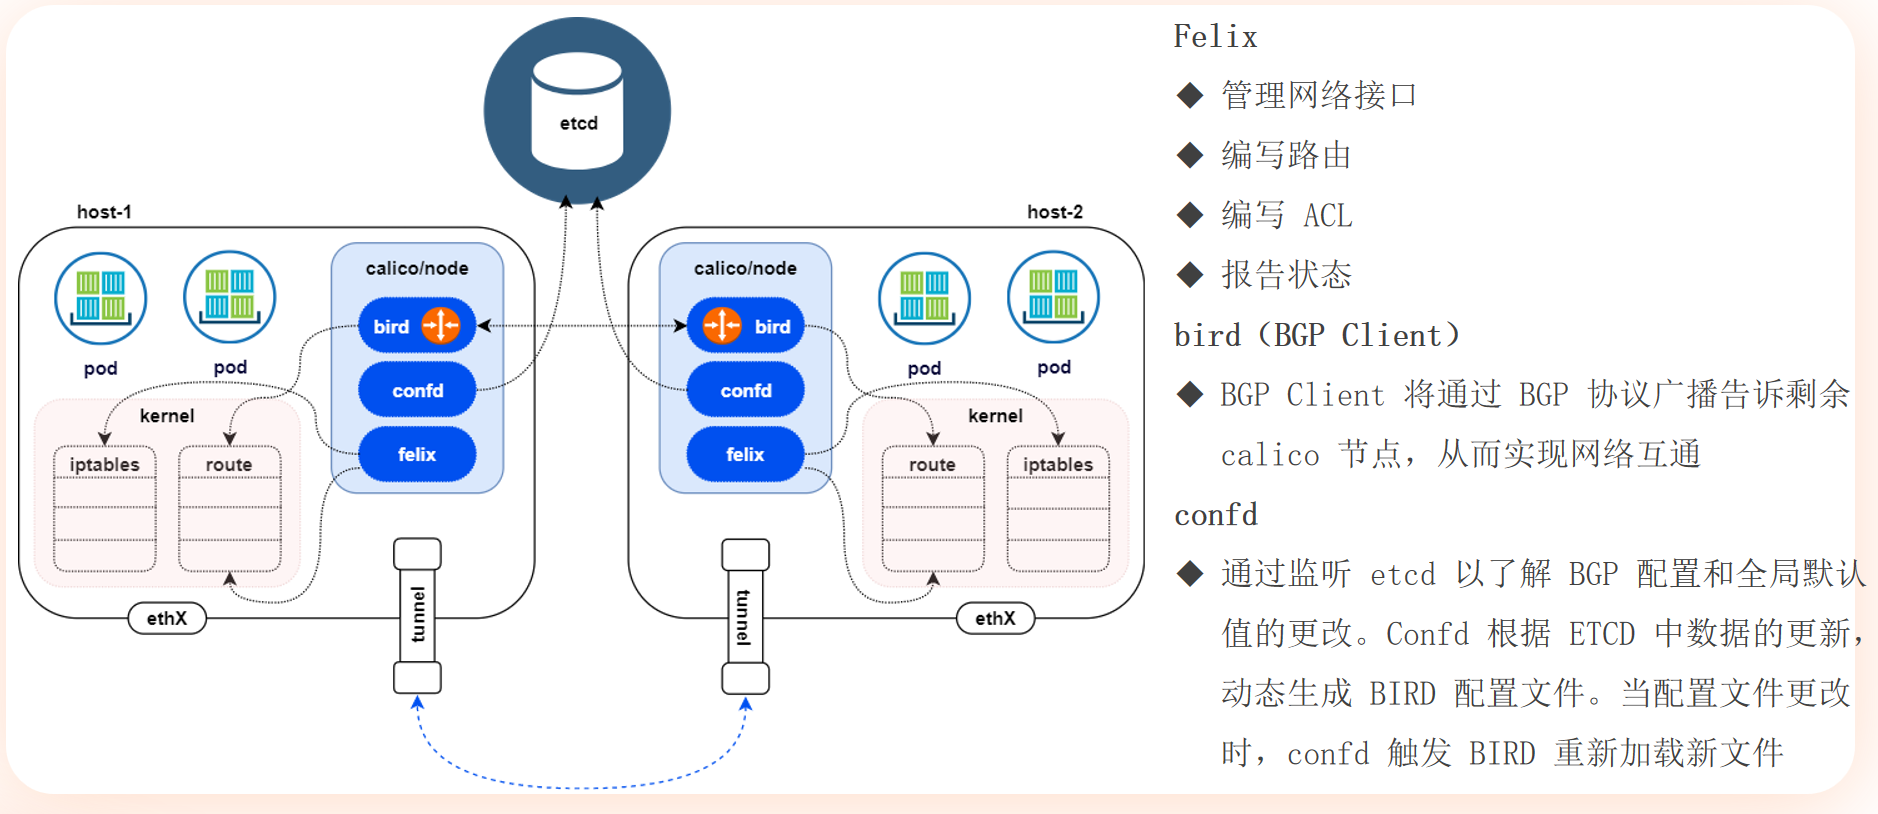 etcd
host-1
host-2
calico/node
bird
confd
felix
pod
pod
kernel
iptables
route
ethX
tunnel
calico/node
bird
confd
felix
pod
pod
kernel
route
iptables
ethX
tunnel
Felix
◆ 管理网络接口
◆ 编写路由
◆ 编写 ACL
◆ 报告状态
bird（BGP Client）
◆ BGP Client 将通过 BGP 协议广播告诉剩余
calico 节点，从而实现网络互通
confd
◆ 通过监听 etcd 以了解 BGP 配置和全局默认
值的更改。Confd 根据 ETCD 中数据的更新，
动态生成 BIRD 配置文件。当配置文件更改
时，confd 触发 BIRD 重新加载新文件